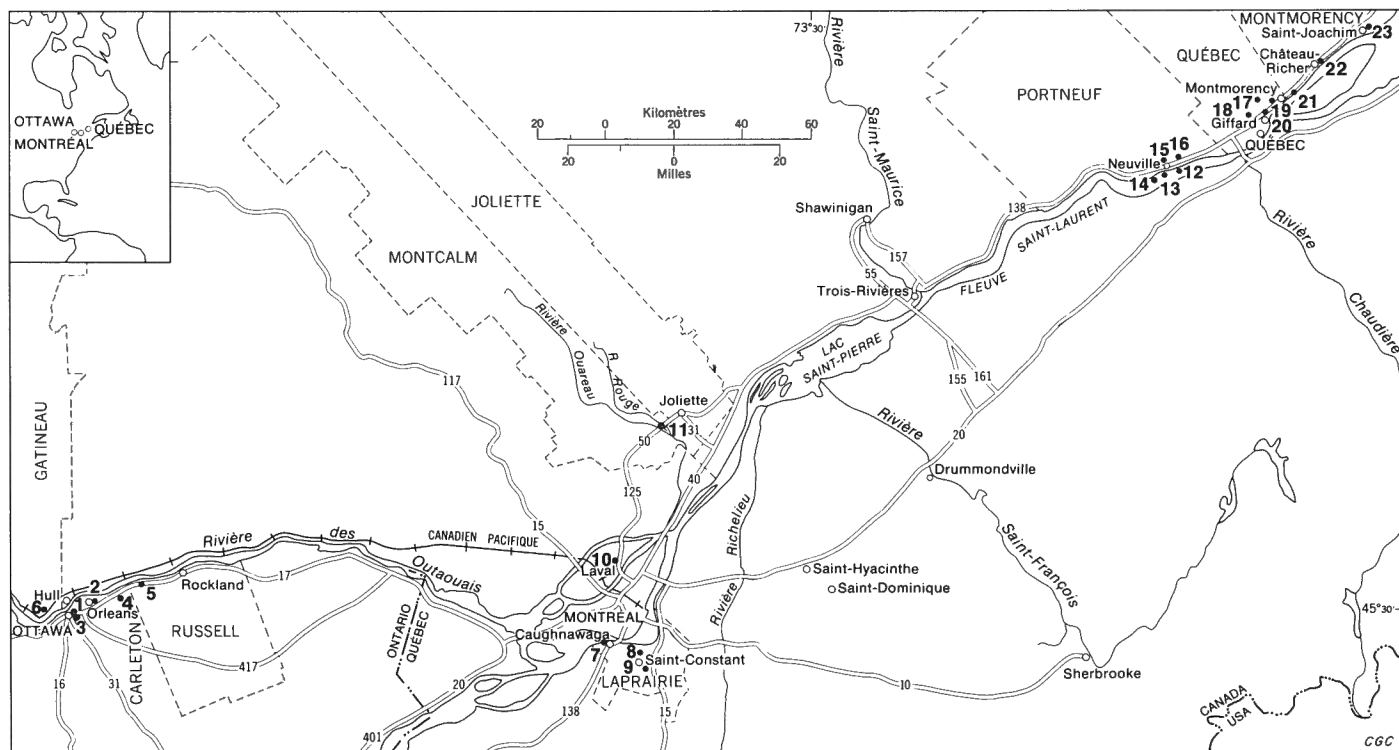 OTTAWA
QUÉBEC
MONTRÉAL
73°30
Kilomètres
20 0 20 40 60
20 0 20
Milles
MONTMORENCY
Saint-Joachim
23
QUÉBEC
Château-
Richer
22
PORTNEUF
Montmorency
17
18
21
19
Giffard
20
QUÉBEC
15 16
Neuville
12
14 13
Rivière
Saint-Maurice
JOLIETTE
MONTCALM
Shawinigan
138
SAINT-LAURENT
FLEUVE
157
55
Trois-Rivières
Rivière
Chaudière
Rivière
Ouareau
R. Rouge
LAC
SAINT-PIERRE
117
155
161
Joliette
11
31
50
Rivière
20
GATINEAU
125
40
Drummondville
Richelieu
Rivière
15
Rivière des
Outaouais
CANADIEN PACIFIQUE
10
Laval
Saint-Hyacinthe
Saint-Dominique
Saint-François
Hull
2
Rockland
17
6
1
Orleans
4
5
OTTAWA
3
CARLETON
RUSSELL
ONTARIO
QUÉBEC
MONTRÉAL
Caughnawaga
7
8
Saint-Constant
9
LAPRAIRIE
45°30
Sherbrooke
417
16
31
20
10
401
138
15
CANADA
USA
CGC